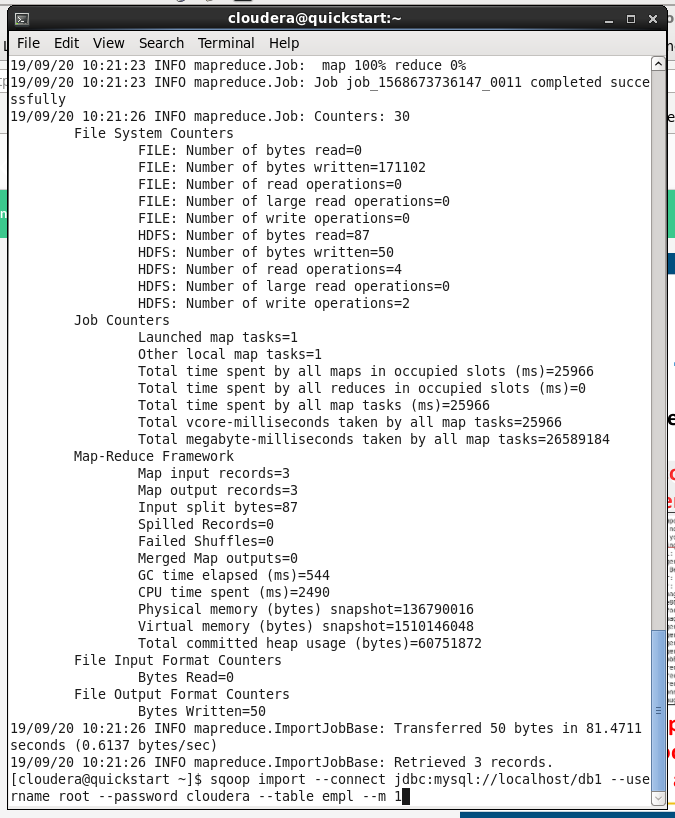 cloudera@quickstart:~
File Edit View Search Terminal Help
19/09/20 10:21:23 INFO mapreduce.Job:  map 100% reduce 0%
19/09/20 10:21:23 INFO mapreduce.Job: Job job_1568673736147_0011 completed succe
ssfully
19/09/20 10:21:26 INFO mapreduce.Job: Counters: 30
File System Counters
FILE: Number of bytes read=0
FILE: Number of bytes written=171102
FILE: Number of read operations=0
FILE: Number of large read operations=0
FILE: Number of write operations=0
HDFS: Number of bytes read=87
HDFS: Number of bytes written=50
HDFS: Number of read operations=4
HDFS: Number of large read operations=0
HDFS: Number of write operations=2
Job Counters
Launched map tasks=1
Other local map tasks=1
Total time spent by all maps in occupied slots (ms)=25966
Total time spent by all reduces in occupied slots (ms)=0
Total time spent by all map tasks (ms)=25966
Total vcore-milliseconds taken by all map tasks=25966
Total megabyte-milliseconds taken by all map tasks=26589184
Map-Reduce Framework
Map input records=3
Map output records=3
Input split bytes=87
Spilled Records=0
Failed Shuffles=0
Merged Map outputs=0
GC time elapsed (ms)=544
CPU time spent (ms)=2490
Physical memory (bytes) snapshot=136790016
Virtual memory (bytes) snapshot=1510146048
Total committed heap usage (bytes)=60751872
File Input Format Counters
Bytes Read=0
File Output Format Counters
Bytes Written=50
19/09/20 10:21:26 INFO mapreduce.ImportJobBase: Transferred 50 bytes in 81.4711
seconds (0.6137 bytes/sec)
19/09/20 10:21:26 INFO mapreduce.ImportJobBase: Retrieved 3 records.
[cloudera@quickstart ~]$ sqoop import --connect jdbc:mysql://localhost/db1 --use
rname root --password cloudera --table empl --m 1